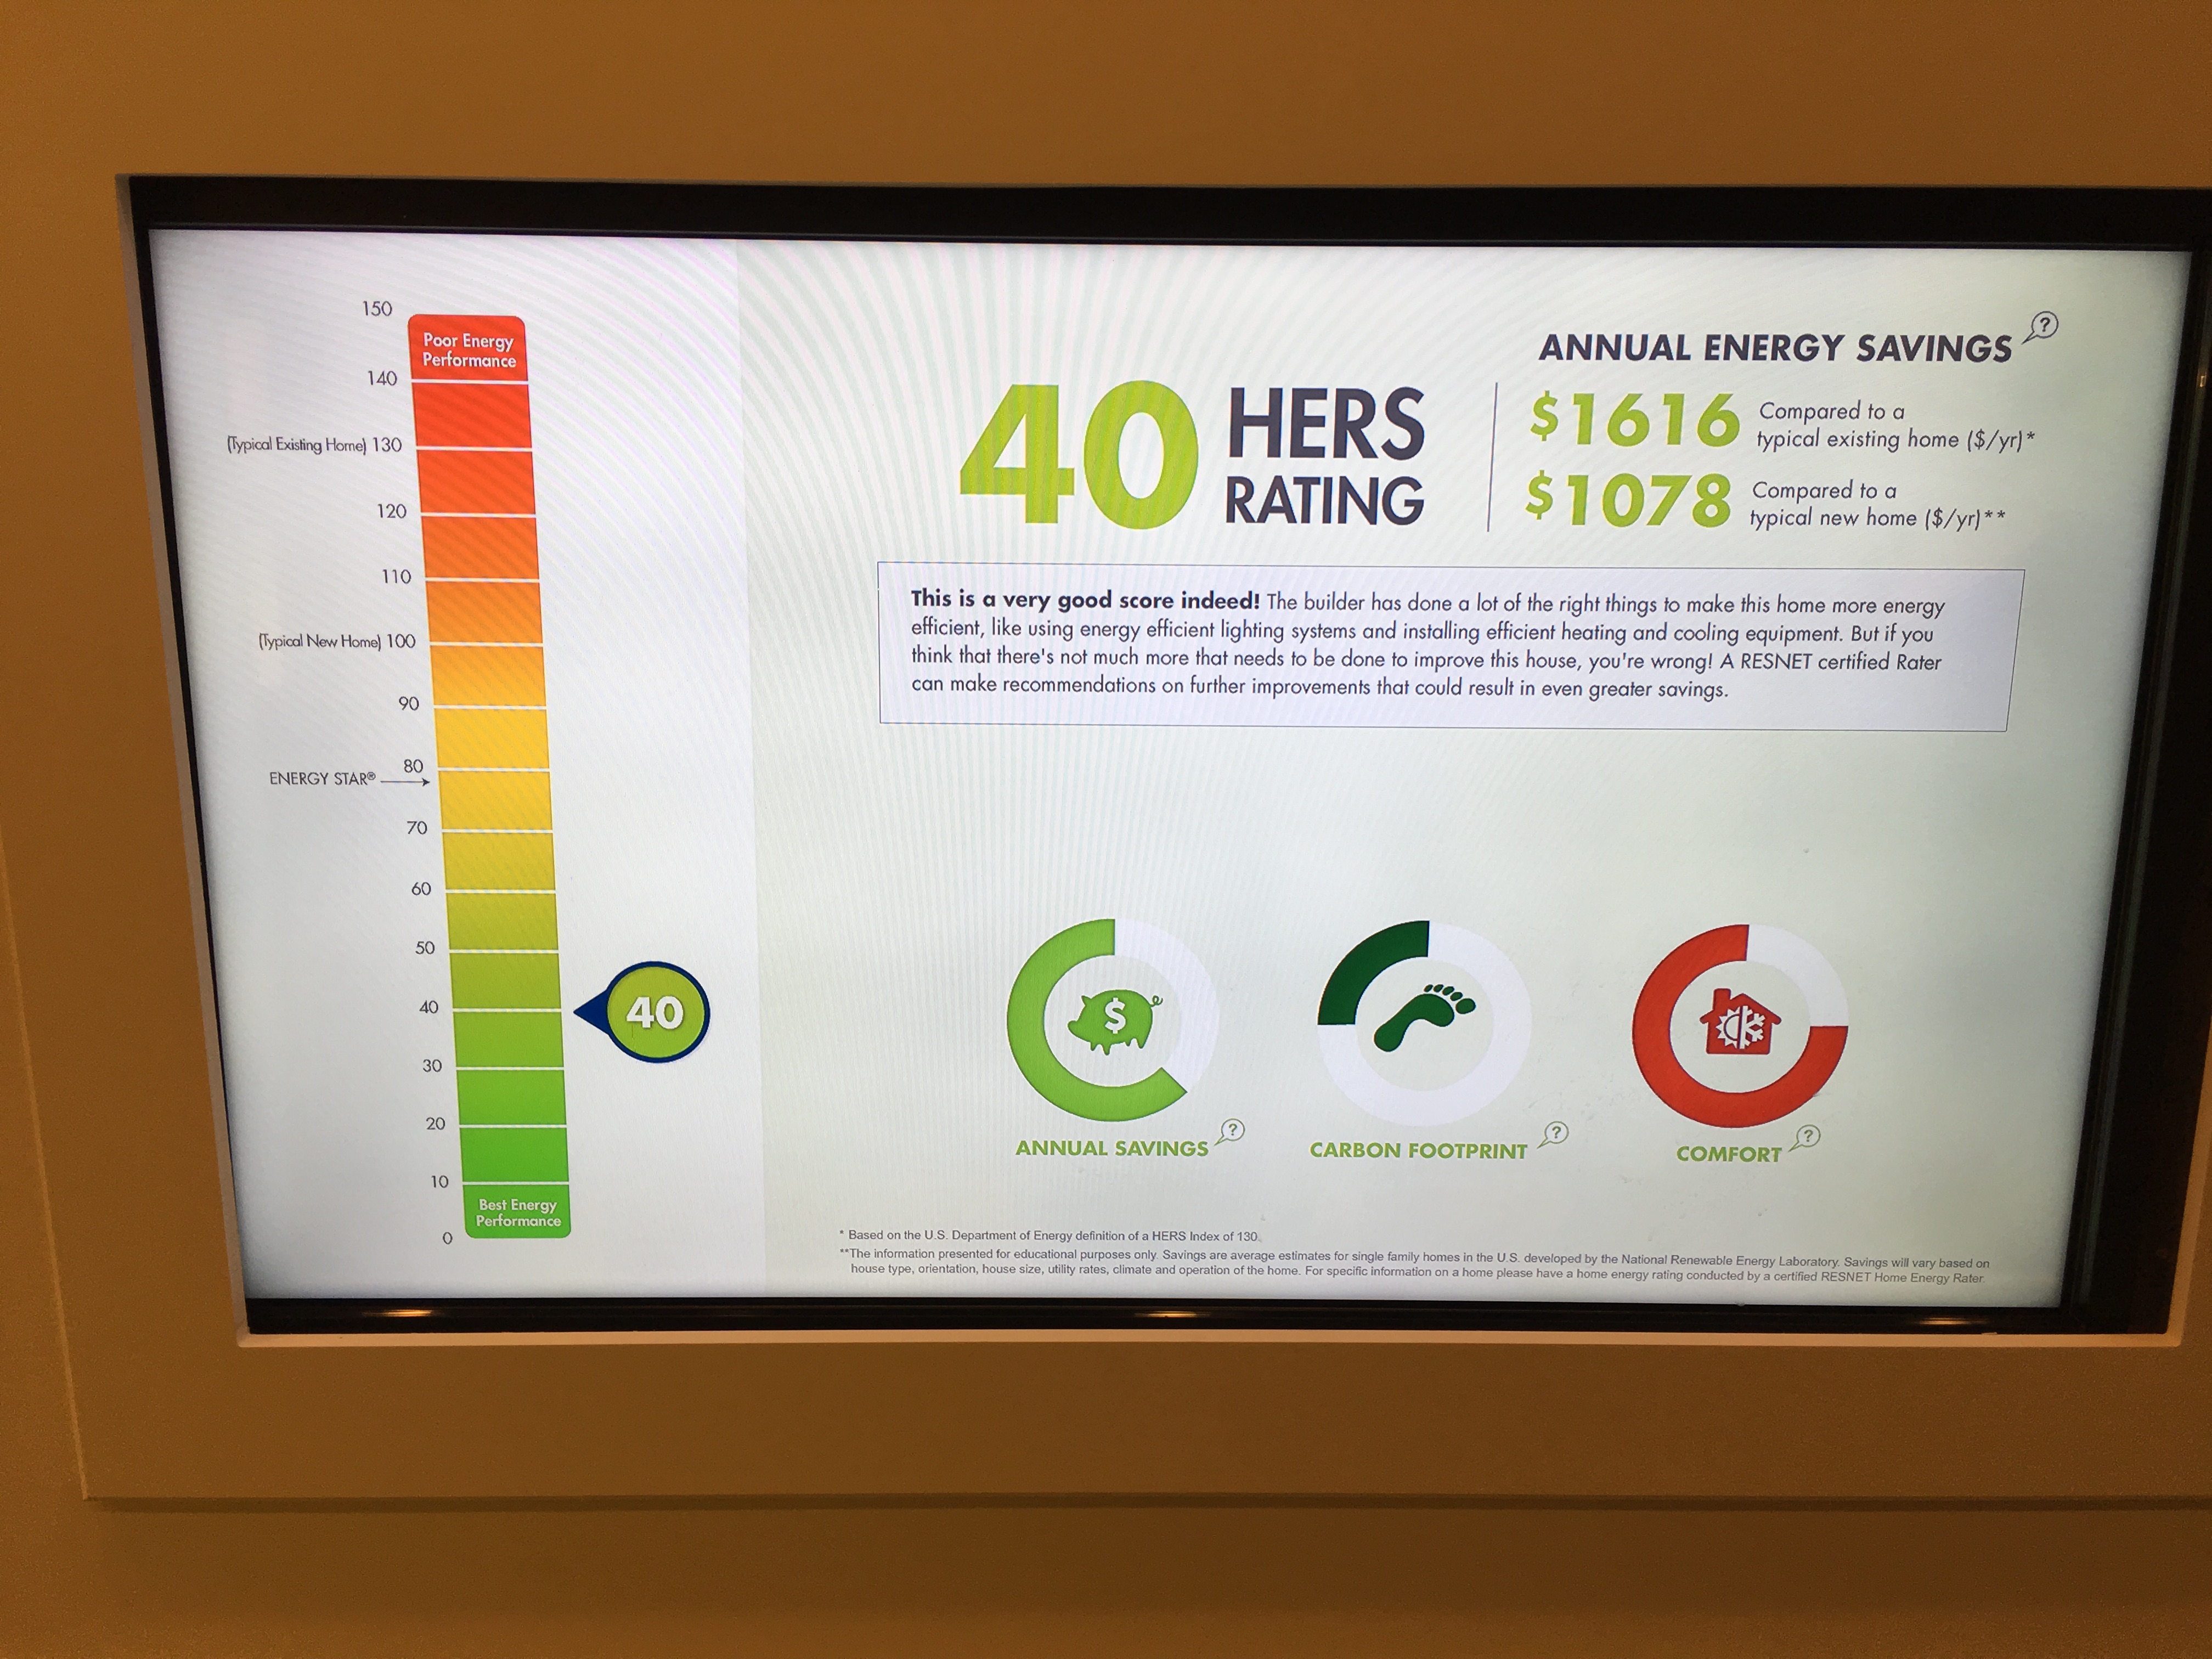 150
Poor Energy
Performance
140
(Typical Existing Home) 130
120
110
(Typical New Home) 100
90
80
ENERGY STAR®
70
60
50
40
30
20
10
Best Energy
Performance
0
40
40 HERS
RATING
ANNUAL ENERGY SAVINGS ?
$1616 Compared to a
typical existing home ($/yr)*
$1078 Compared to a
typical new home ($/yr)**
This is a very good score indeed! The builder has done a lot of the right things to make this home more energy
efficient, like using energy efficient lighting systems and installing efficient heating and cooling equipment. But if you
think that there's not much more that needs to be done to improve this house, you're wrong! A RESNET certified Rater
can make recommendations on further improvements that could result in even greater savings.
$
ANNUAL SAVINGS ?
CARBON FOOTPRINT ?
COMFORT ?
* Based on the U.S. Department of Energy definition of a HERS Index of 130.
**The information presented for educational purposes only. Savings are average estimates for single family homes in the U.S. developed by the National Renewable Energy Laboratory. Savings will vary based on
house type, orientation, house size, utility rates, climate and operation of the home. For specific information on a home please have a home energy rating conducted by a certified RESNET Home Energy Rater.